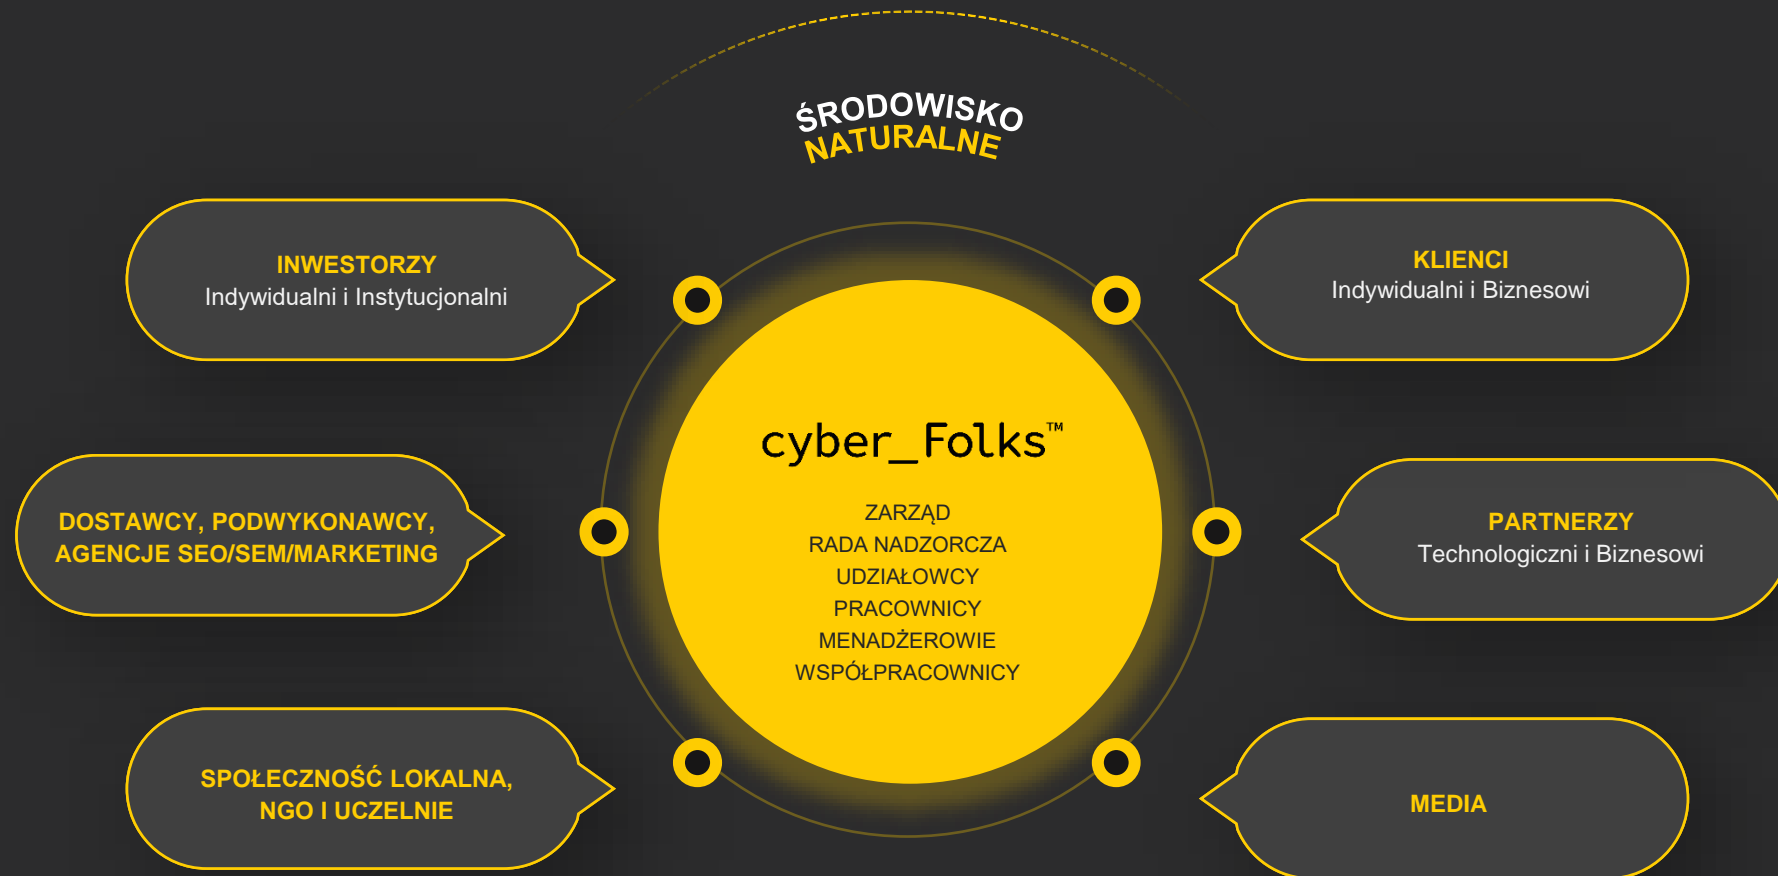 ŚRODOWISKO
NATURALNE
INWESTORZY
Indywidualni i Instytucjonalni
KLIENCI
Indywidualni i Biznesowi
cyber_Folks™
ZARZĄD
RADA NADZORCZA
UDZIAŁOWCY
PRACOWNICY
MENADŻEROWIE
WSPÓŁPRACOWNICY
DOSTAWCY, PODWYKONAWCY,
AGENCJE SEO/SEM/MARKETING
PARTNERZY
Technologiczni i Biznesowi
SPOŁECZNOŚĆ LOKALNA,
NGO I UCZELNIE
MEDIA